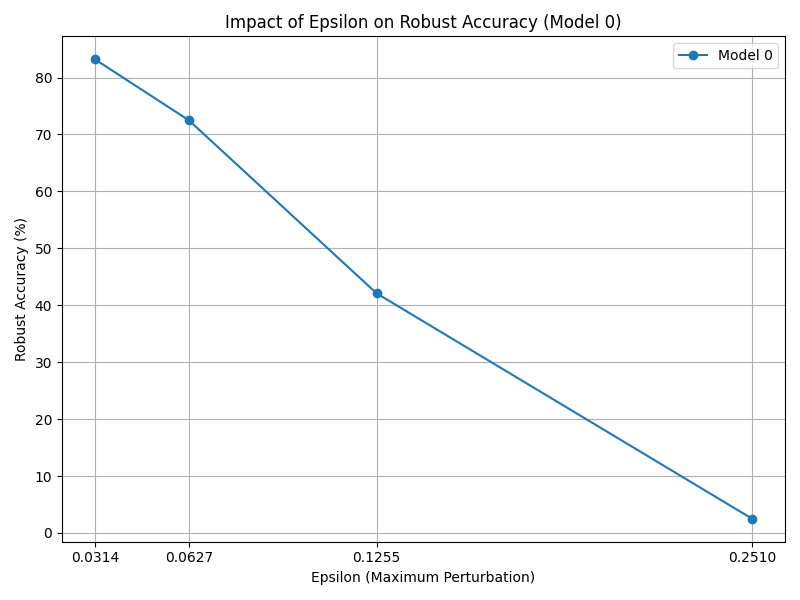 Impact of Epsilon on Robust Accuracy (Model 0)
Model 0
Robust Accuracy (%)
80
70
60
50
40
30
20
10
0
0.0314 0.0627 0.1255 0.2510
Epsilon (Maximum Perturbation)